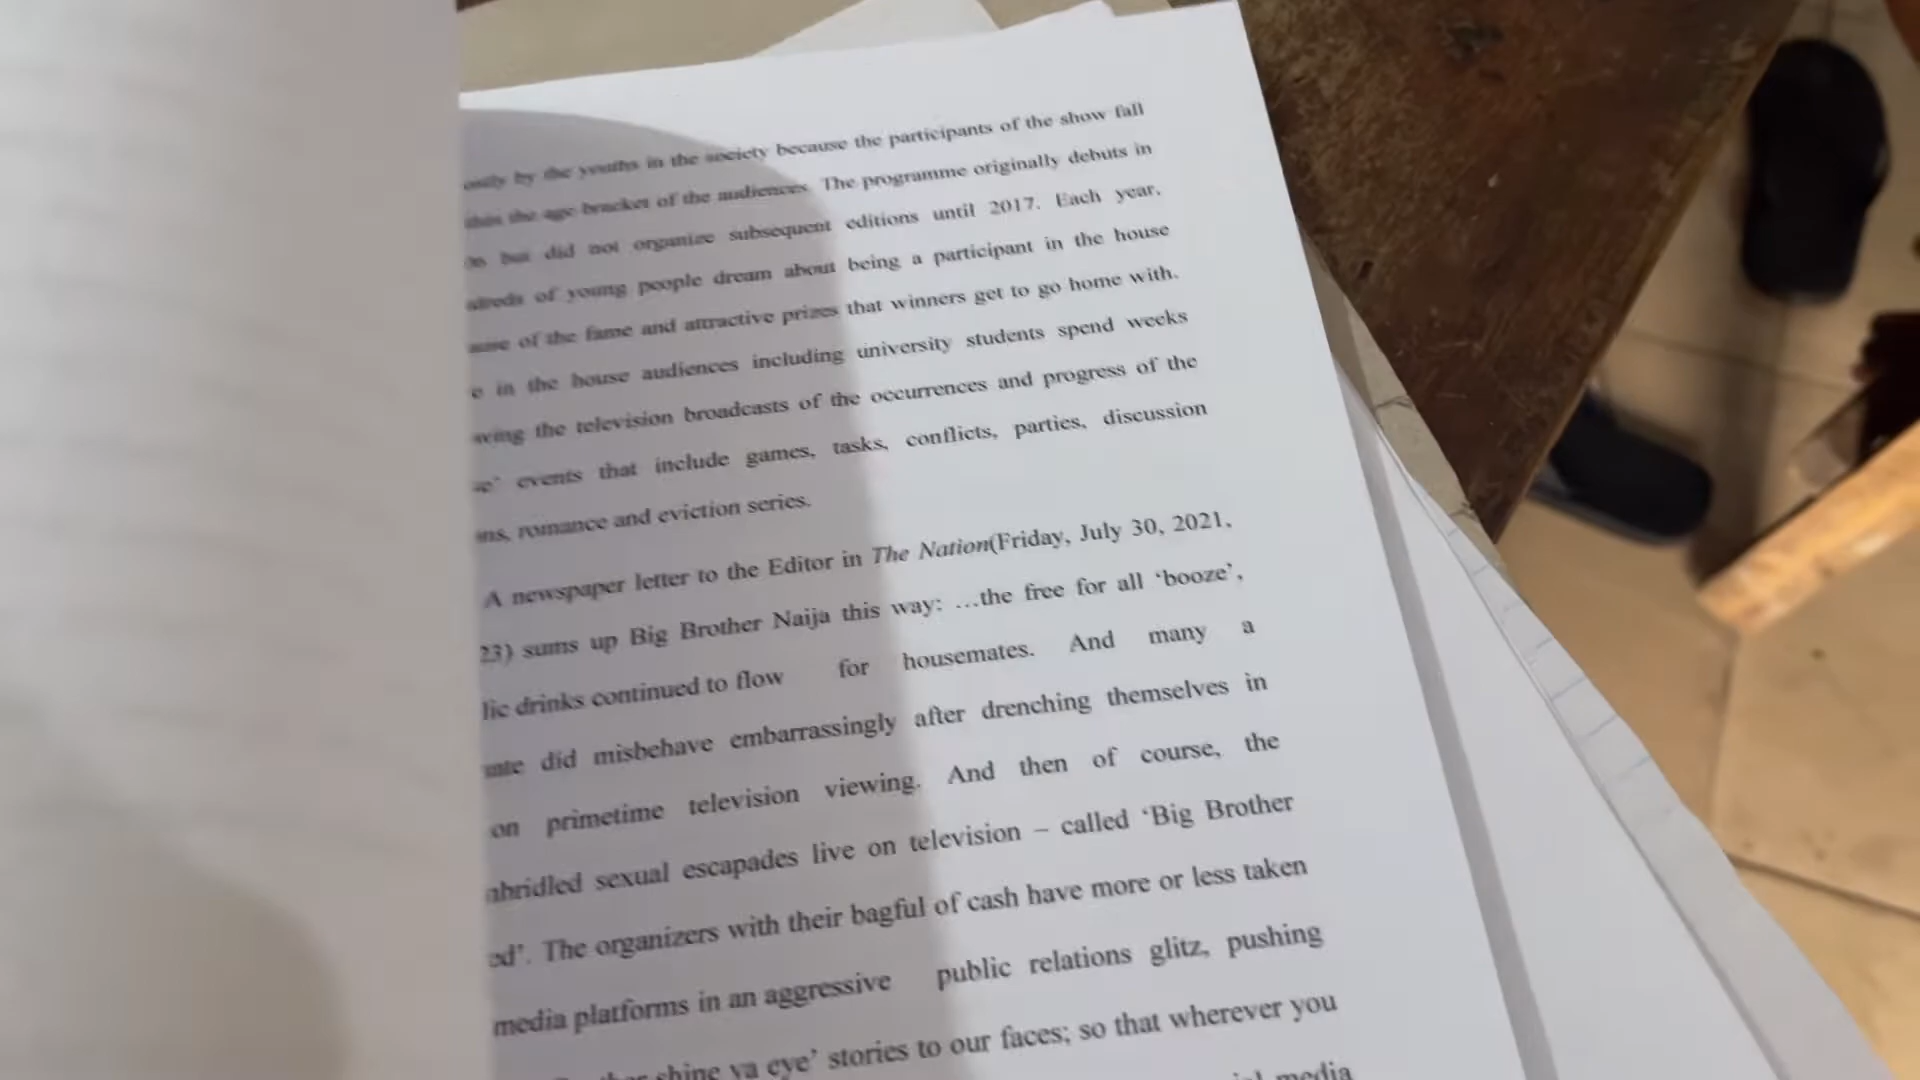 by the youths in the society because the participants of the show fall
the age bracket of the audiences. The programme originally debuts in
but did not organize subsequent editions until 2017. Each year,
of young people dream about being a participant in the house
of the fame and attractive prizes that winners get to go home with.
e in the house audiences including university students spend weeks
the television broadcasts of the occurrences and progress of the
events that include games, tasks, conflicts, parties, discussion
ns, romance and eviction series.
A newspaper letter to the Editor in The Nation(Friday, July 30, 2021,
23) sums up Big Brother Naija this way: …the free for all ‘booze’,
lic drinks continued to flow for housemates. And many a
ate did misbehave embarrassingly after drenching themselves in
on primetime television viewing. And then of course, the
abridled sexual escapades live on television – called ‘Big Brother
ed’. The organizers with their bagful of cash have more or less taken
media platforms in an aggressive public relations glitz, pushing
shine ya eye’ stories to our faces; so that wherever you
media